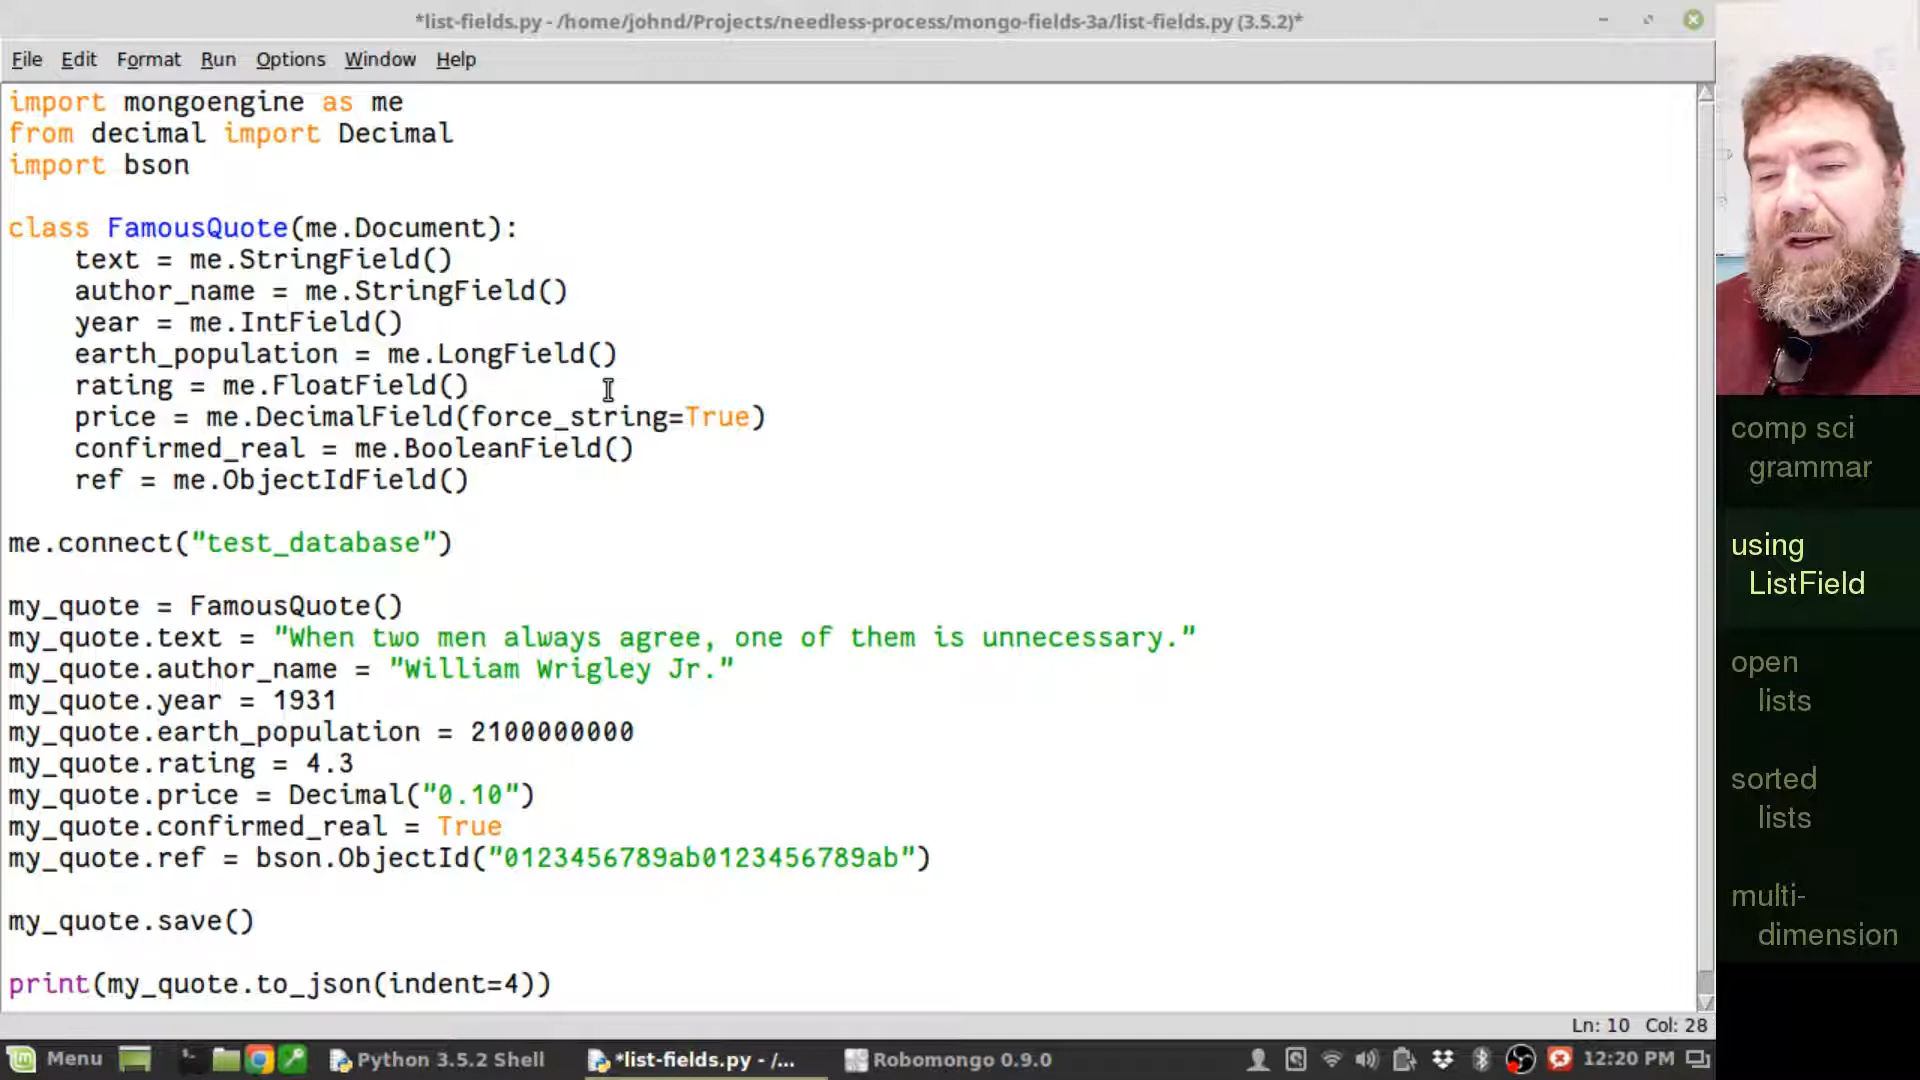 *list-fields.py - /home/johnd/Projects/needless-process/mongo-fields-3a/list-fields.py (3.5.2)*
File Edit Format Run Options Window Help
import mongoengine as me
from decimal import Decimal
import bson
class FamousQuote(me.Document):
text = me.StringField()
author_name = me.StringField()
year = me.IntField()
earth_population = me.LongField()
rating = me.FloatField()
price = me.DecimalField(force_string=True)
confirmed_real = me.BooleanField()
ref = me.ObjectIdField()
me.connect("test_database")
my_quote = FamousQuote()
my_quote.text = "When two men always agree, one of them is unnecessary."
my_quote.author_name = "William Wrigley Jr."
my_quote.year = 1931
my_quote.earth_population = 2100000000
my_quote.rating = 4.3
my_quote.price = Decimal("0.10")
my_quote.confirmed_real = True
my_quote.ref = bson.ObjectId("0123456789ab0123456789ab")
my_quote.save()
print(my_quote.to_json(indent=4))
Ln: 10 Col: 28
comp sci
grammar
using
ListField
open
lists
sorted
lists
multi-
dimension
Menu
Python 3.5.2 Shell
*list-fields.py - /...
Robomongo 0.9.0
12:20 PM